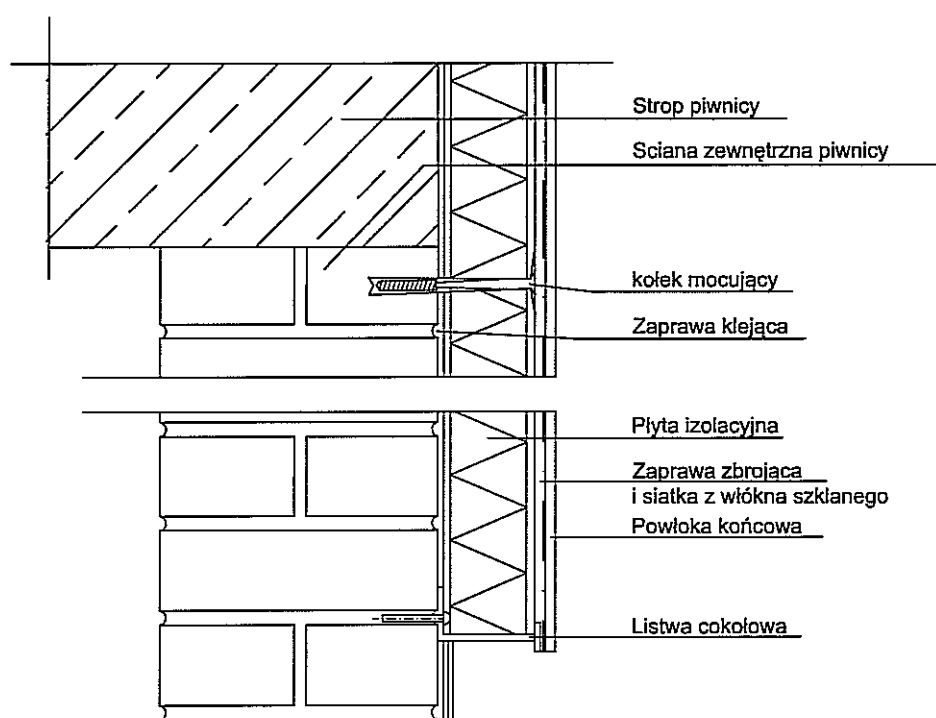 Strop piwnicy
Sciana zewnętrzna piwnicy
kołek mocujący
Zaprawa klejąca
Płyta izolacyjna
Zaprawa zbrojąca
i siatka z włókna szklanego
Powłoka końcowa
Listwa cokołowa